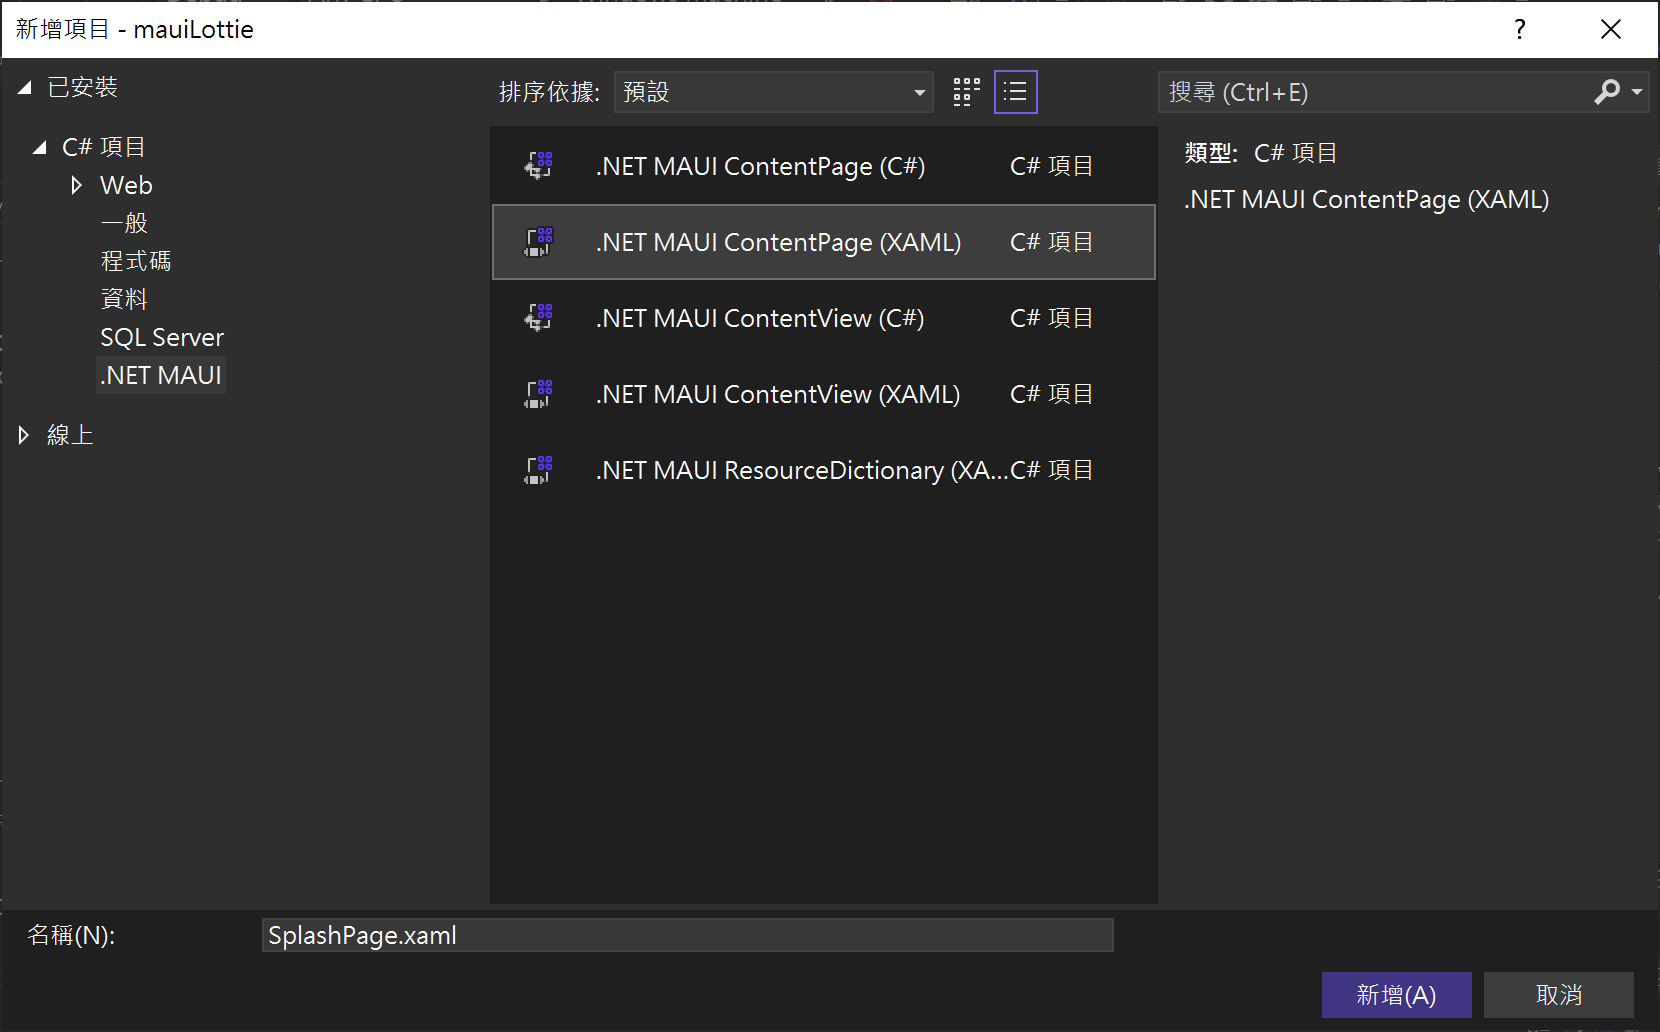 新增項目 - mauiLottie
?
已安裝
C# 項目
Web
一般
程式碼
資料
SQL Server
.NET MAUI
線上
排序依據: 預設
.NET MAUI ContentPage (C#) C# 項目
.NET MAUI ContentPage (XAML) C# 項目
.NET MAUI ContentView (C#) C# 項目
.NET MAUI ContentView (XAML) C# 項目
.NET MAUI ResourceDictionary (XA... C# 項目
搜尋 (Ctrl+E)
類型: C# 項目
.NET MAUI ContentPage (XAML)
名稱(N): SplashPage.xaml
新增(A) 取消